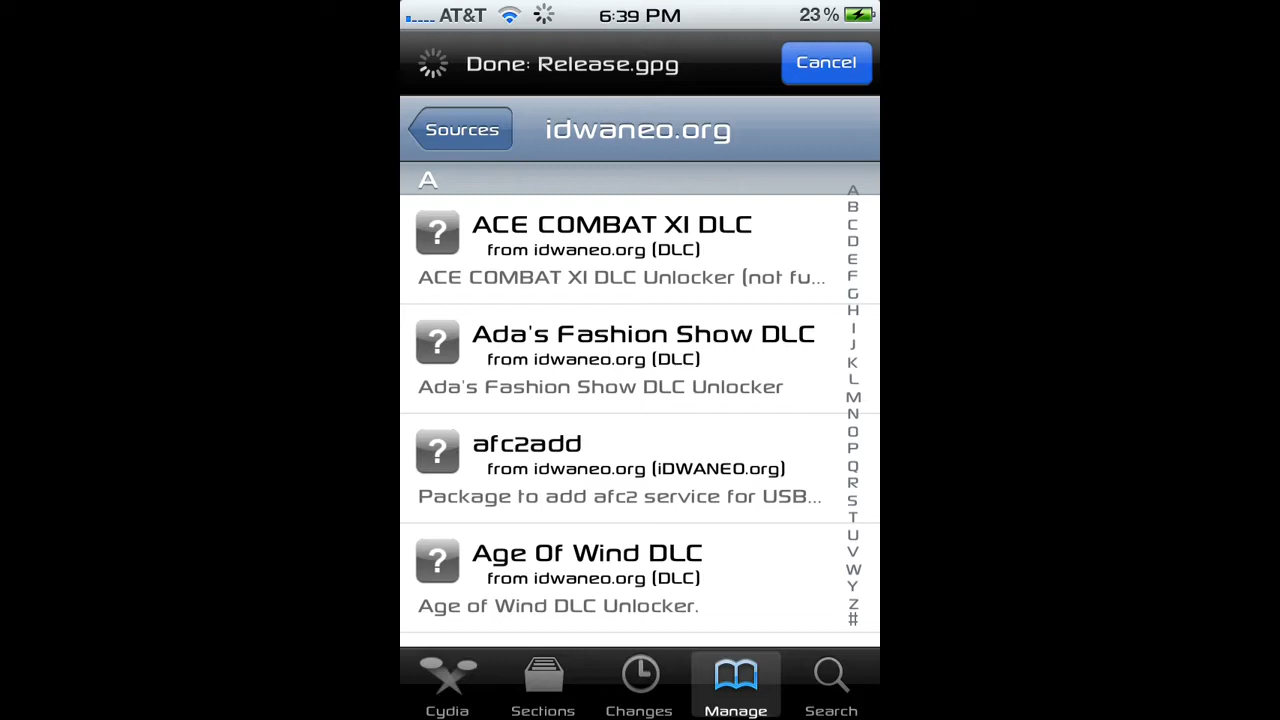 AT&T 6:39 PM 23%
Done: Release.gpg Cancel
Sources idwaneo.org
A
ACE COMBAT XI DLC
from idwaneo.org (DLC)
ACE COMBAT XI DLC Unlocker (not fu...
Ada's Fashion Show DLC
from idwaneo.org (DLC)
Ada's Fashion Show DLC Unlocker
afc2add
from idwaneo.org (iDWANEO.org)
Package to add afc2 service for USB...
Age Of Wind DLC
from idwaneo.org (DLC)
Age of Wind DLC Unlocker.
A
B
C
D
E
F
G
H
I
J
K
L
M
N
O
P
Q
R
S
T
U
V
W
Y
Z
#
Cydia Sections Changes Manage Search